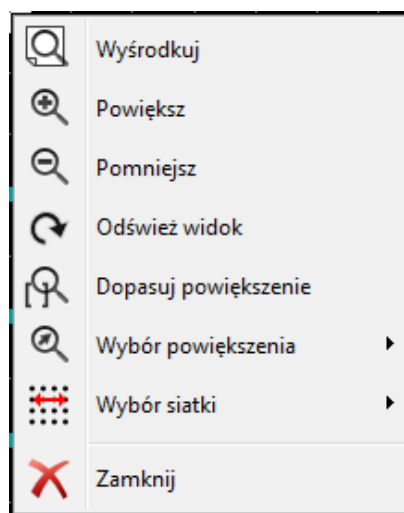 Wyśrodkuj
Powiększ
Pomniejsz
Odśwież widok
Dopasuj powiększenie
Wybór powiększenia
Wybór siatki
Zamknij